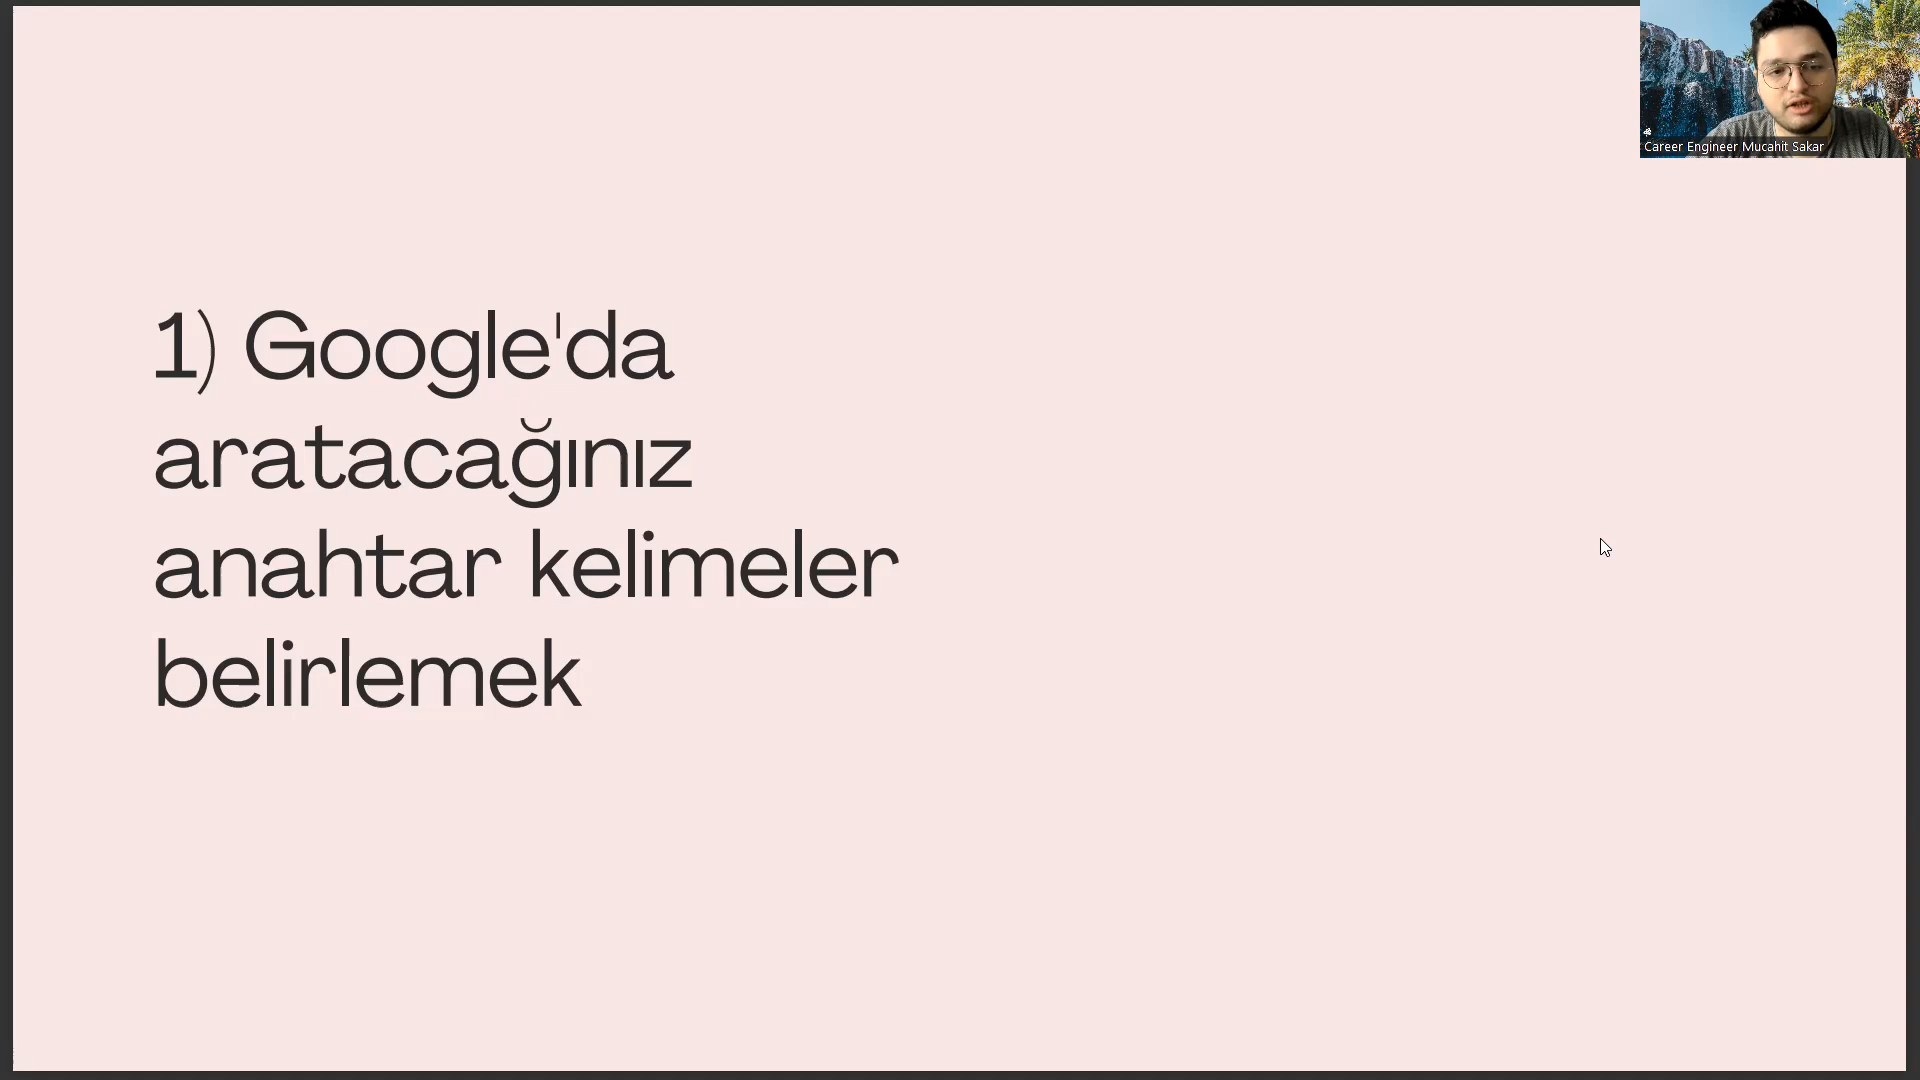 1) Google'da
aratacağınız
anahtar kelimeler
belirlemek
Career Engineer Mucahit Sakar